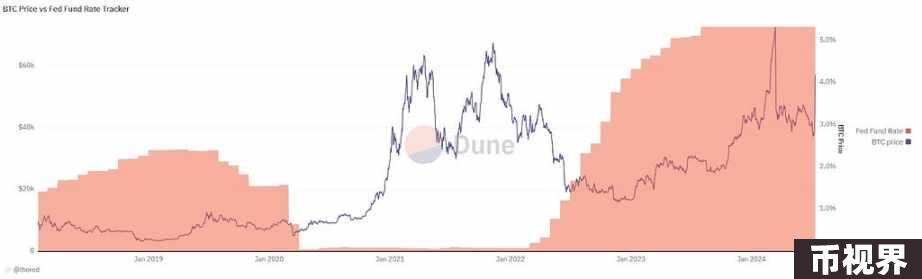 BTC Price vs Fed Fund Rate Tracker
$60k
$40k
$20k
0
5.0%
4.0%
3.0%
2.0%
1.0%
BTC Price
Fed Fund Rate
BTC price
Dune
Jan 2019
Jan 2020
Jan 2021
Jan 2022
Jan 2023
Jan 2024
@thored
币视界